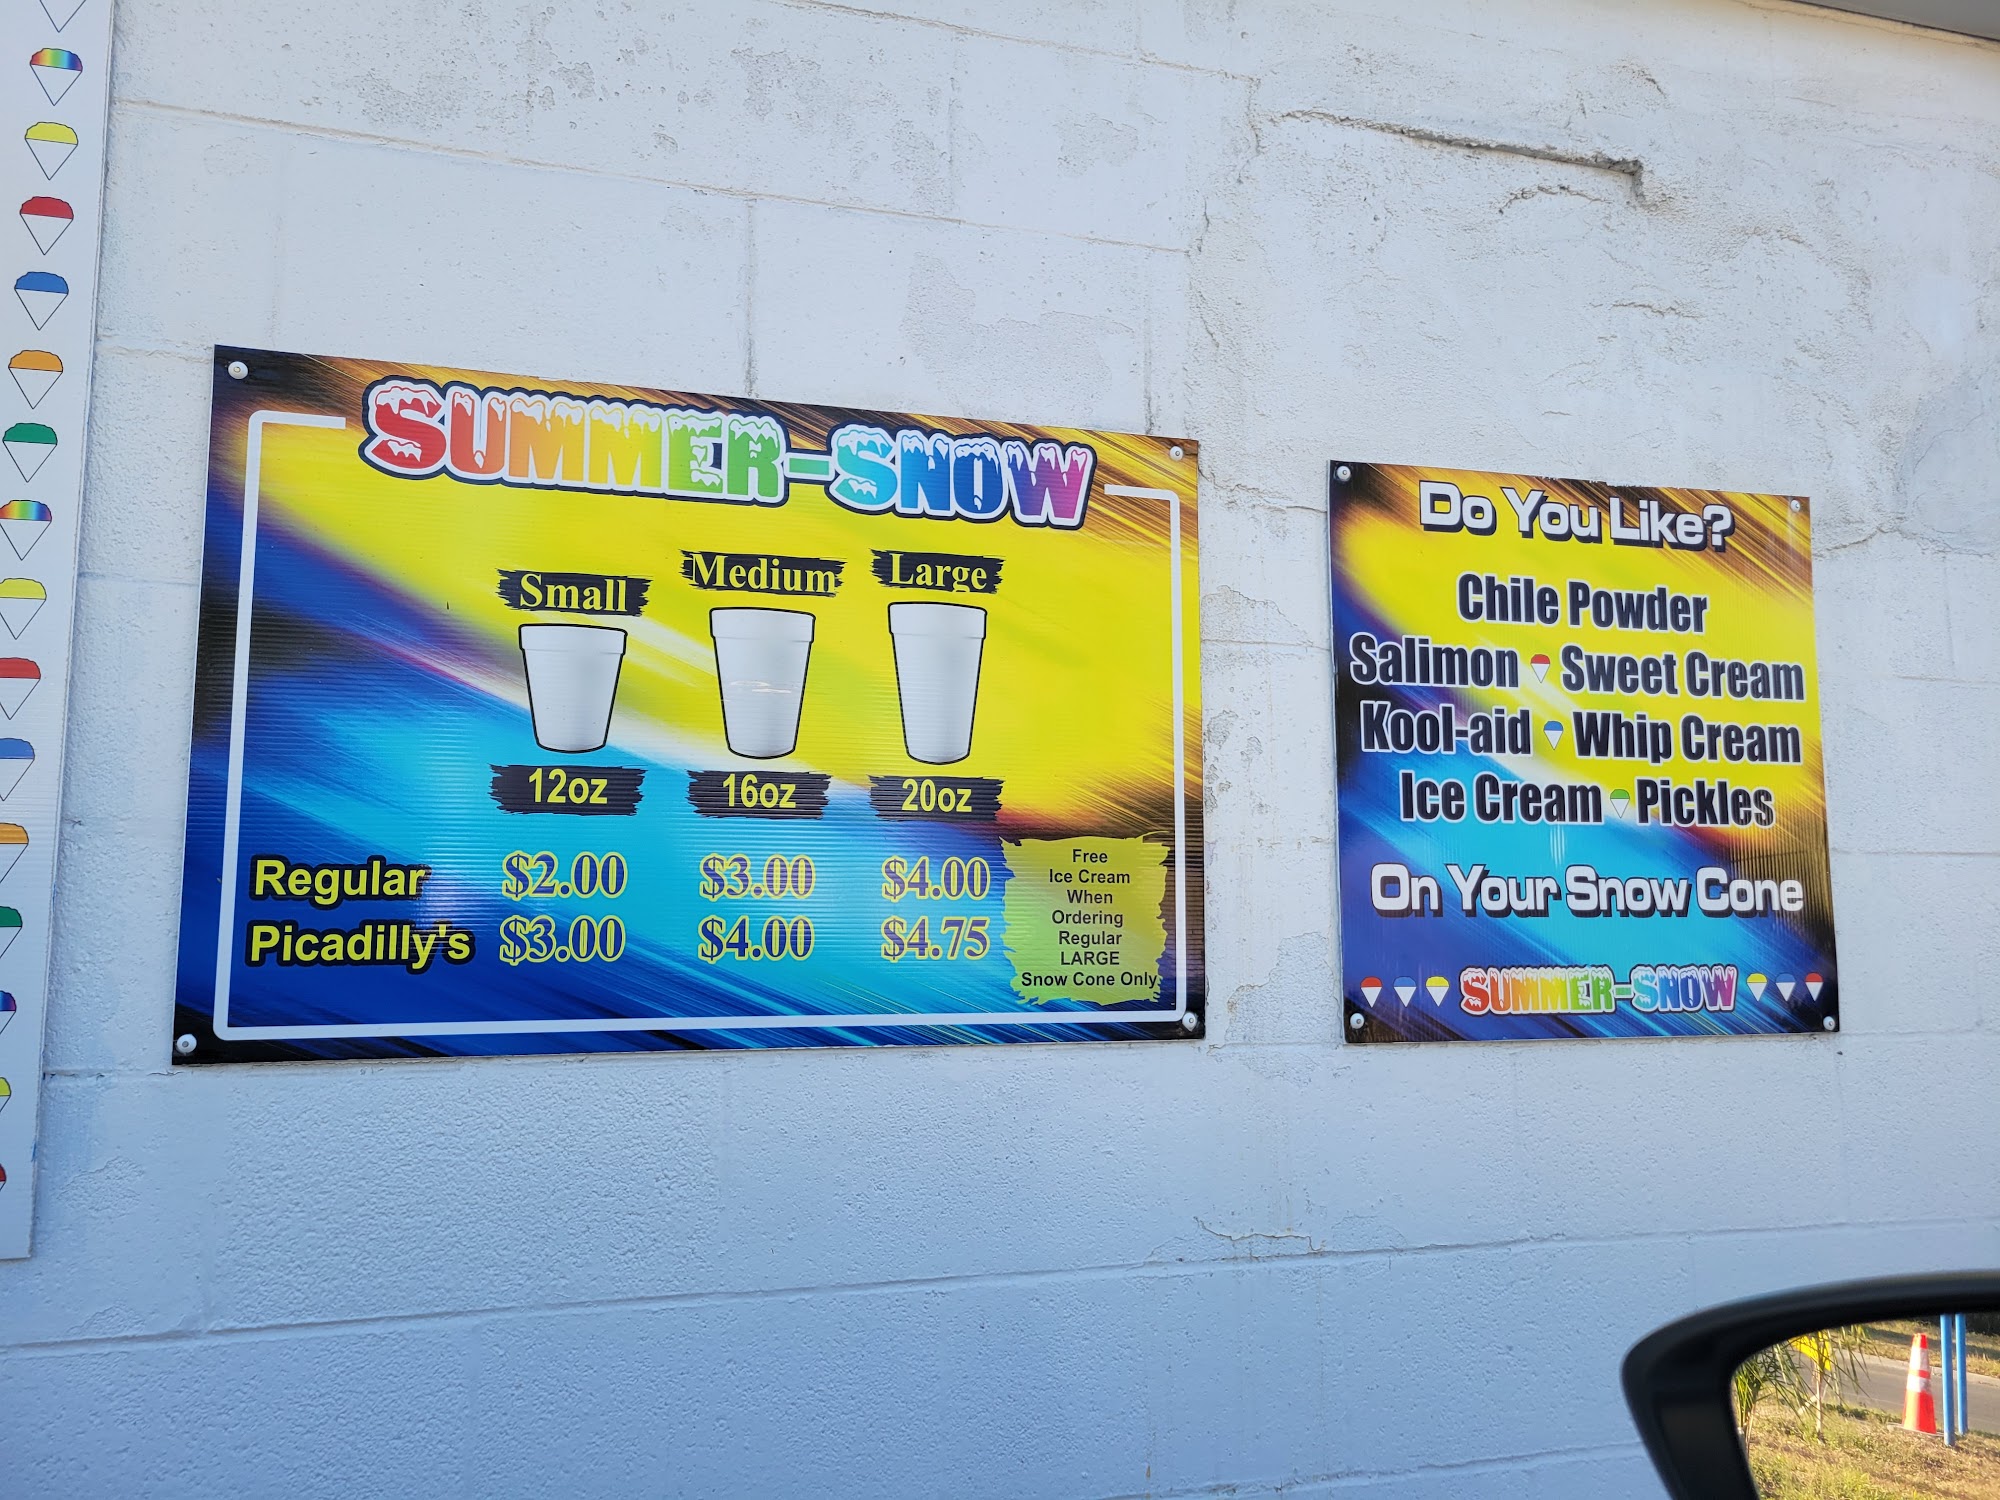 SUMMER-SNOW
Small Medium Large
12oz 16oz 20oz
Regular $2.00 $3.00 $4.00
Picadilly's $3.00 $4.00 $4.75
Free
Ice Cream
When
Ordering
Regular
LARGE
Snow Cone Only
Do You Like?
Chile Powder
Salimon Sweet Cream
Kool-aid Whip Cream
Ice Cream Pickles
On Your Snow Cone
SUMMER-SNOW